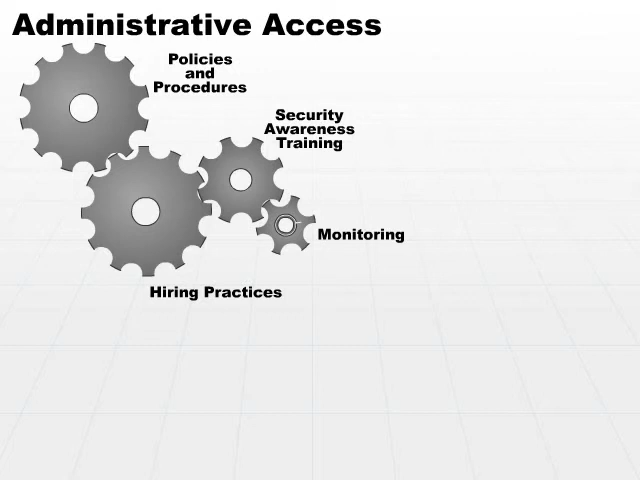 Administrative Access
Policies
and
Procedures
Security
Awareness
Training
Monitoring
Hiring Practices